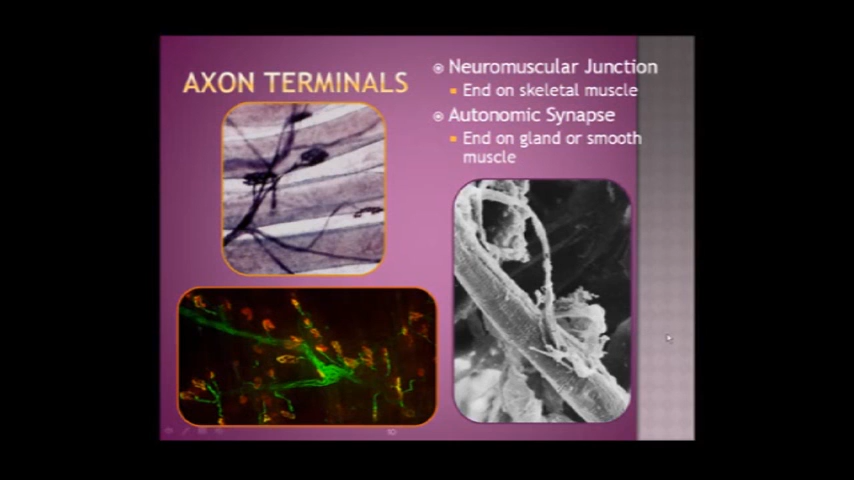 AXON TERMINALS
Neuromuscular Junction
End on skeletal muscle
Autonomic Synapse
End on gland or smooth
muscle